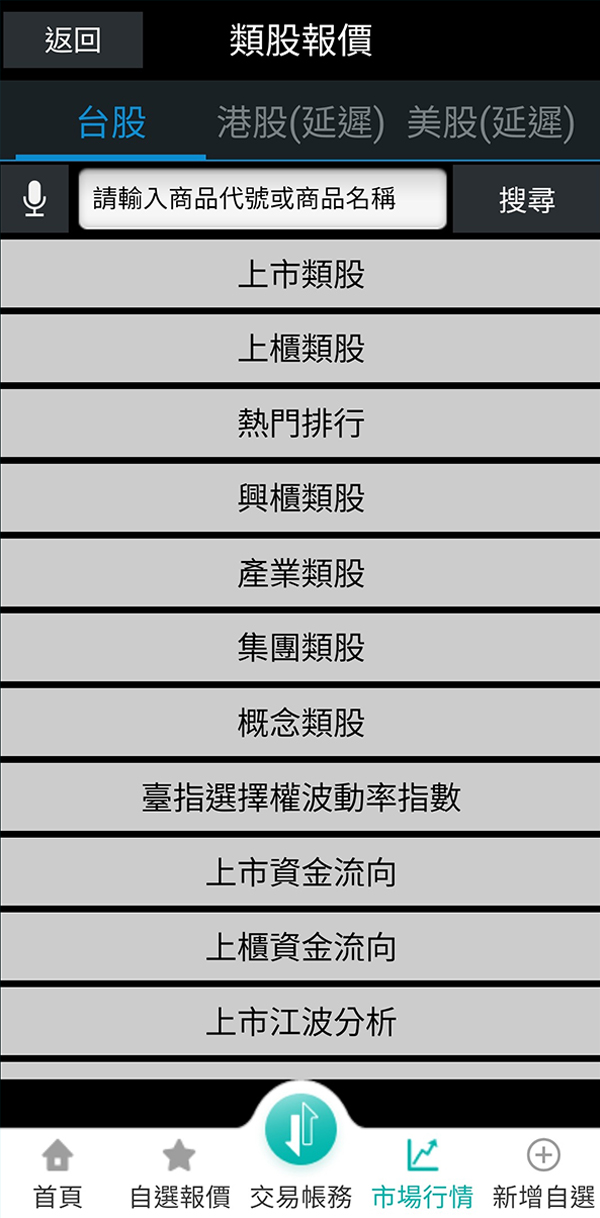 返回 類股報價
台股 港股(延遲) 美股(延遲)
請輸入商品代號或商品名稱 搜尋
上市類股
上櫃類股
熱門排行
興櫃類股
產業類股
集團類股
概念類股
臺指選擇權波動率指數
上市資金流向
上櫃資金流向
上市江波分析
首頁 自選報價 交易帳務 市場行情 新增自選